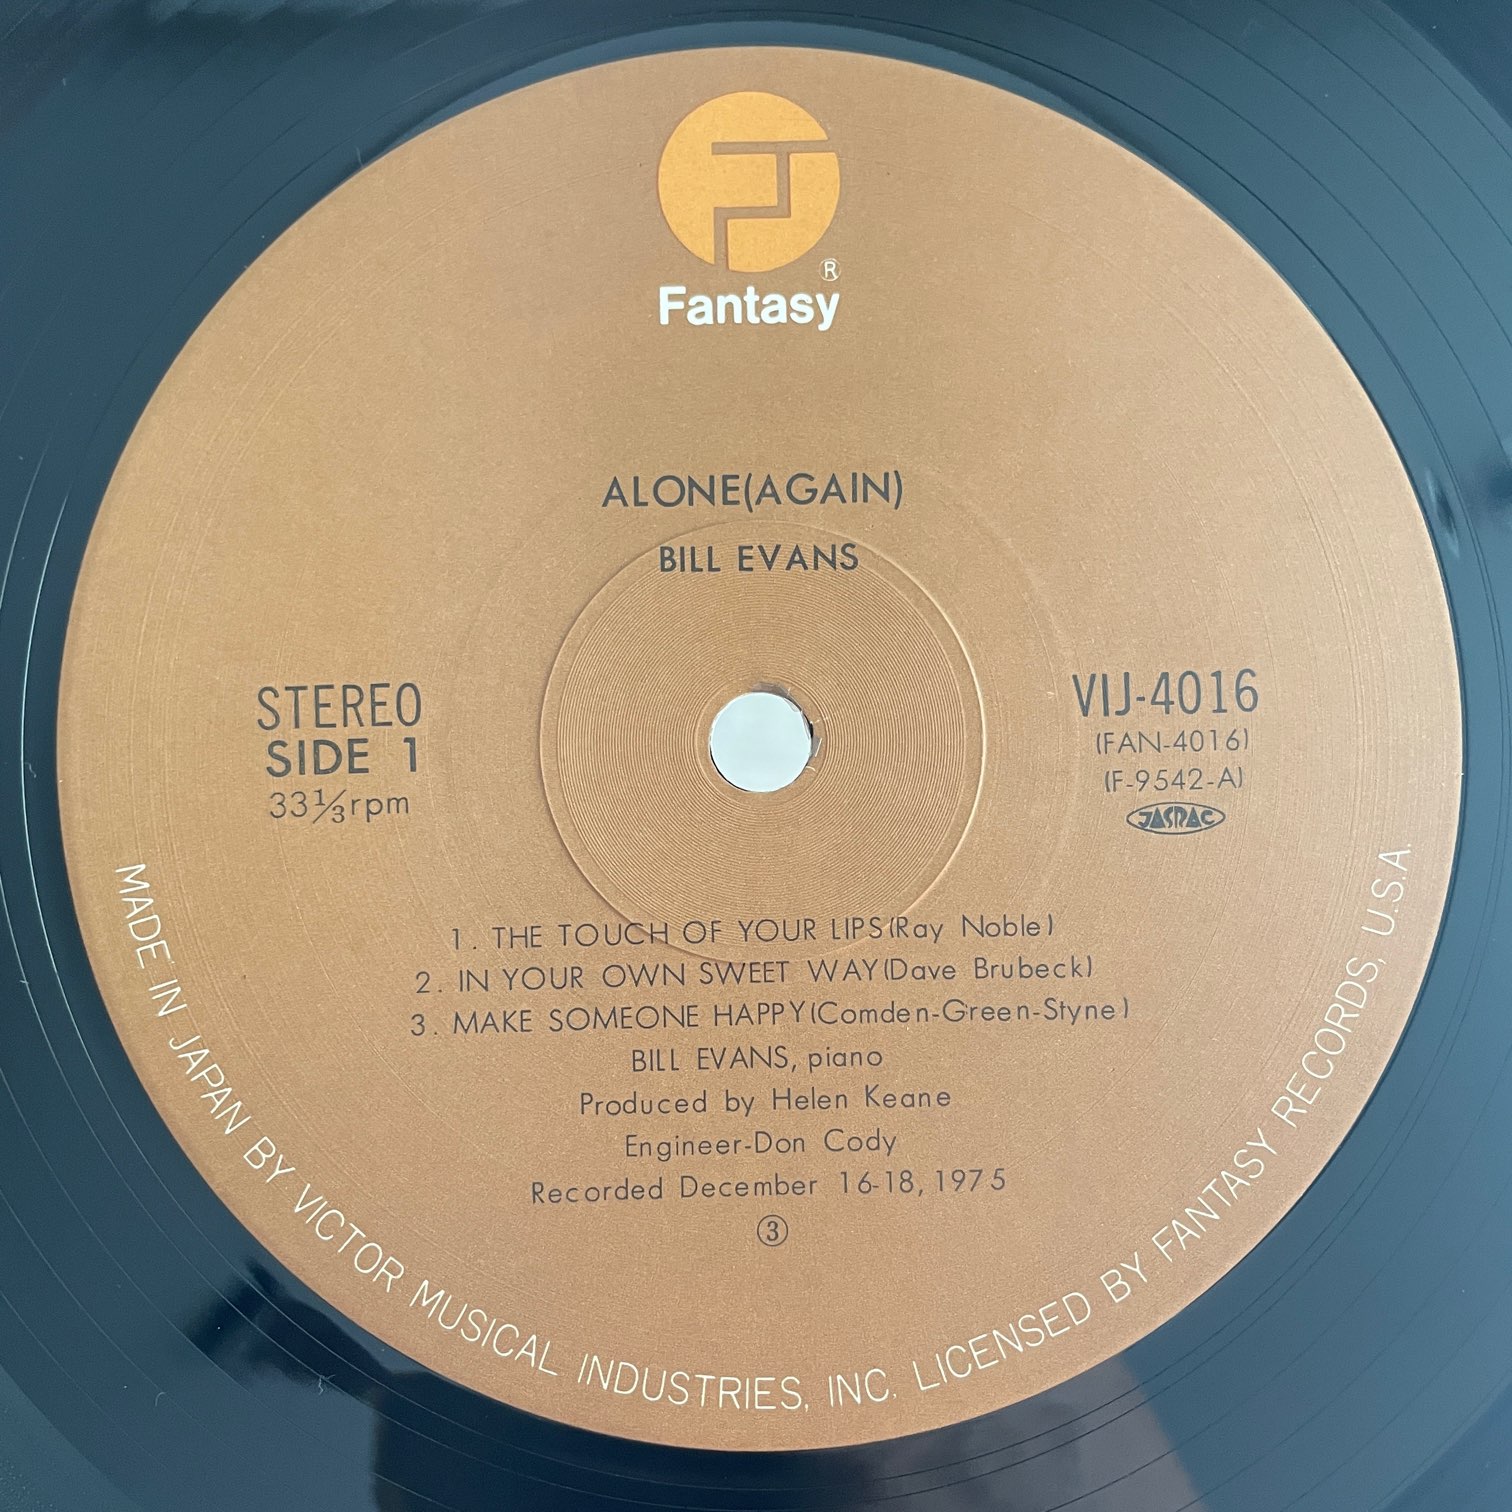 ®
Fantasy
ALONE(AGAIN)
BILL EVANS
STEREO
SIDE 1
33⅓rpm
VIJ-4016
(FAN-4016)
(F-9542-A)
JASRAC
1. THE TOUCH OF YOUR LIPS(Ray Noble)
2. IN YOUR OWN SWEET WAY(Dave Brubeck)
3. MAKE SOMEONE HAPPY(Comden-Green-Styne)
BILL EVANS, piano
Produced by Helen Keane
Engineer-Don Cody
Recorded December 16-18, 1975
③
MADE IN JAPAN BY VICTOR MUSICAL INDUSTRIES, INC. LICENSED BY FANTASY RECORDS, U.S.A.